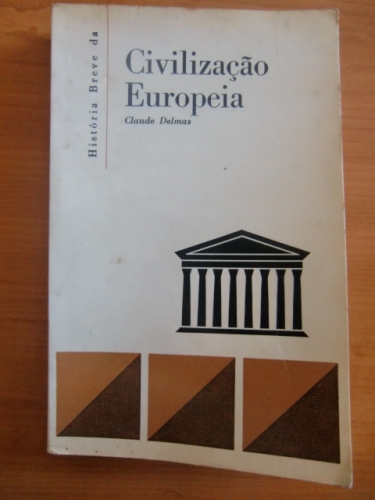 História Breve da
Civilização
Europeia
Claude Delmas